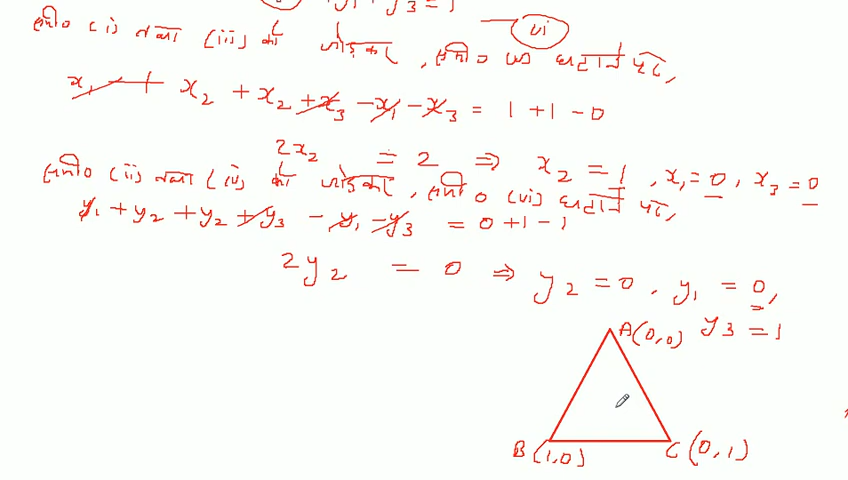 y₁ + y₃ = 1
समी० (i) तथा (iii) को जोड़कर, समी० (v) घटाने पर, (vi)
x₁ + x₂ + x₂ + x₃ - x₁ - x₃ = 1 + 1 - 0
2x₂ = 2 ⇒ x₂ = 1, x₁ = 0, x₃ = 0
समी० (ii) तथा (iv) को जोड़कर, समी० (vi) घटाने पर,
y₁ + y₂ + y₂ + y₃ - y₁ - y₃ = 0 + 1 - 1
2y₂ = 0 ⇒ y₂ = 0, y₁ = 0,
y₃ = 1
A(0,0)
B(1,0) C(0,1)